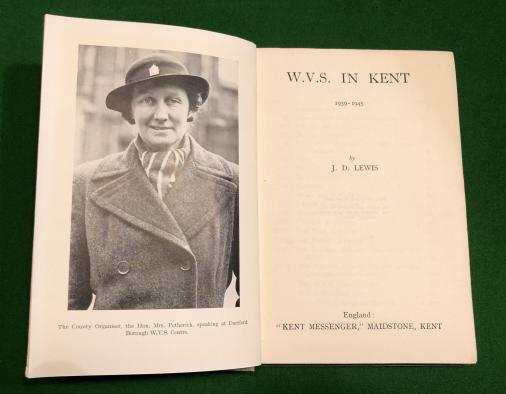 The County Organiser, the Hon. Mrs. Petherick, speaking at Dartford
Borough W.V.S. Centre.
W.V.S. IN KENT
1939-1945
by
J. D. LEWIS
England:
"KENT MESSENGER," MAIDSTONE, KENT